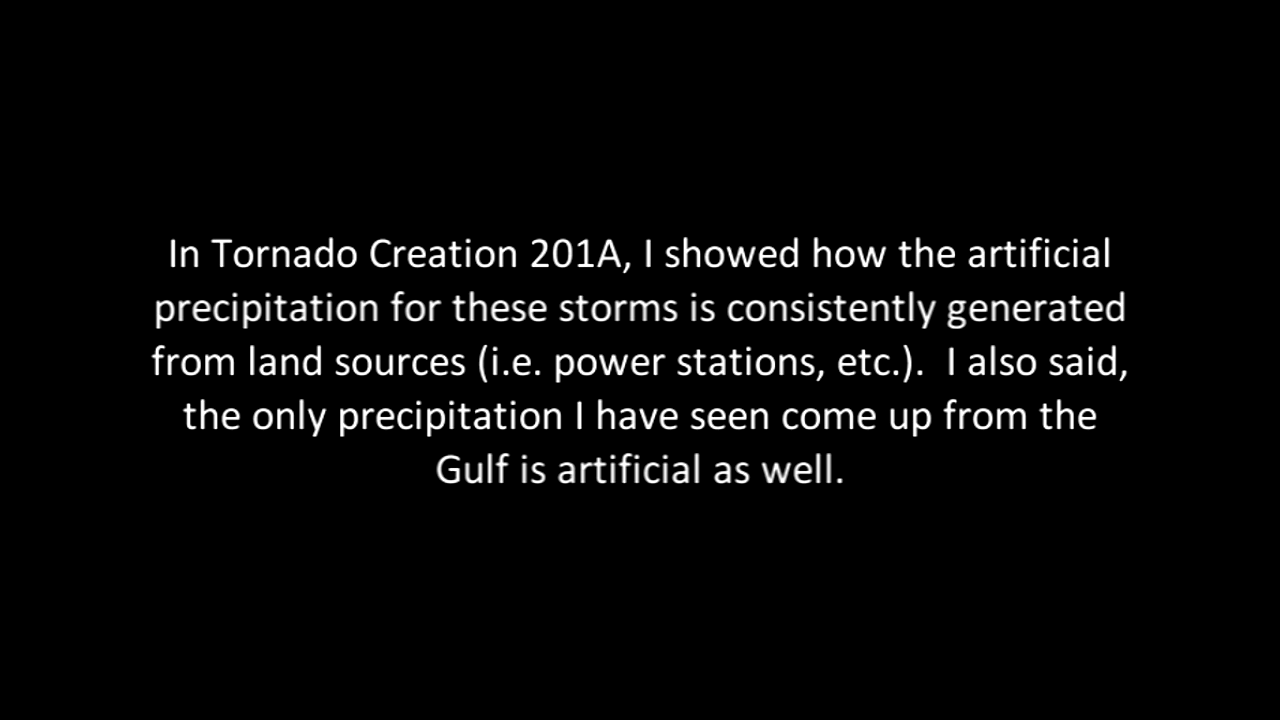 In Tornado Creation 201A, I showed how the artificial
precipitation for these storms is consistently generated
from land sources (i.e. power stations, etc.).  I also said,
the only precipitation I have seen come up from the
Gulf is artificial as well.